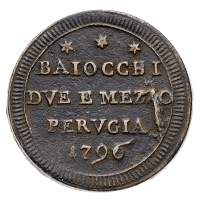 BAIOCCHI
DVE E MEZZO
PERVGIA
1796